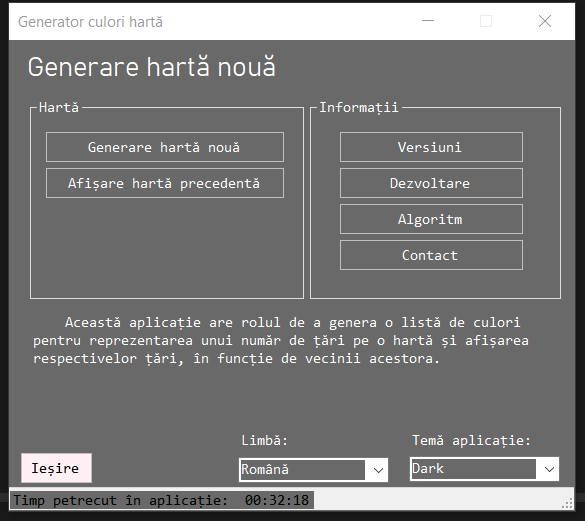 Generator culori hartă
Generare hartă nouă
Hartă
Generare hartă nouă
Afișare hartă precedentă
Informații
Versiuni
Dezvoltare
Algoritm
Contact
Această aplicație are rolul de a genera o listă de culori
pentru reprezentarea unui număr de țări pe o hartă și afișarea
respectivelor țări, în funcție de vecinii acestora.
Limbă:
Temă aplicație:
Ieșire
Română
Dark
Timp petrecut în aplicație: 00:32:18